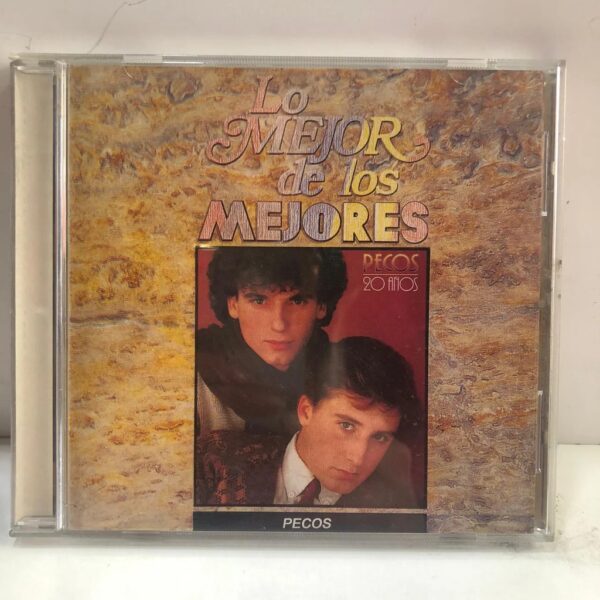 Lo
MEJOR
de los
MEJORES
PECOS
20 AÑOS
PECOS